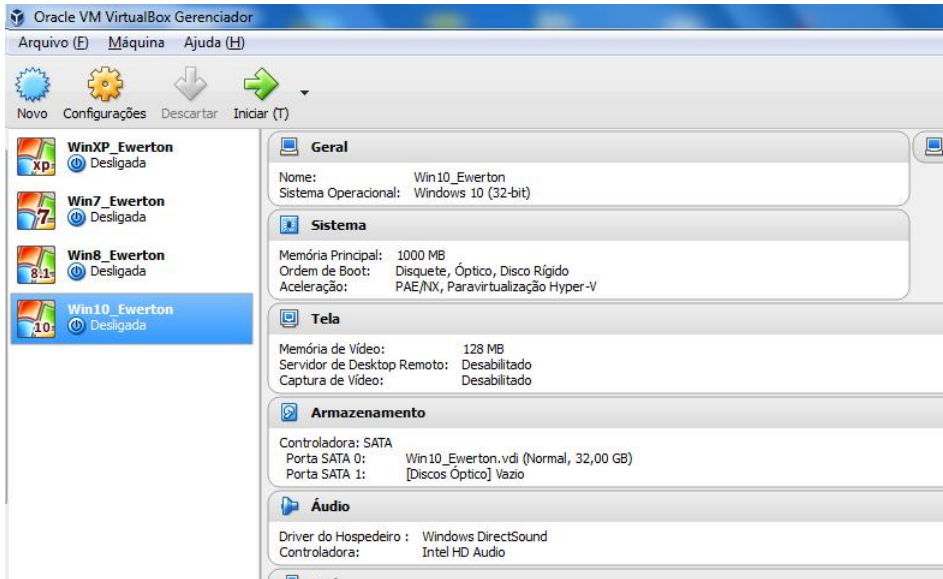 Oracle VM VirtualBox Gerenciador
Arquivo (F) Máquina Ajuda (H)
Novo Configurações Descartar Iniciar (T)
WinXP_Ewerton
Desligada
Win7_Ewerton
Desligada
Win8_Ewerton
Desligada
Win10_Ewerton
Desligada
Geral
Nome: Win10_Ewerton
Sistema Operacional: Windows 10 (32-bit)
Sistema
Memória Principal: 1000 MB
Ordem de Boot: Disquete, Óptico, Disco Rígido
Aceleração: PAE/NX, Paravirtualização Hyper-V
Tela
Memória de Vídeo: 128 MB
Servidor de Desktop Remoto: Desabilitado
Captura de Vídeo: Desabilitado
Armazenamento
Controladora: SATA
Porta SATA 0: Win10_Ewerton.vdi (Normal, 32,00 GB)
Porta SATA 1: [Discos Óptico] Vazio
Áudio
Driver do Hospedeiro : Windows DirectSound
Controladora: Intel HD Audio